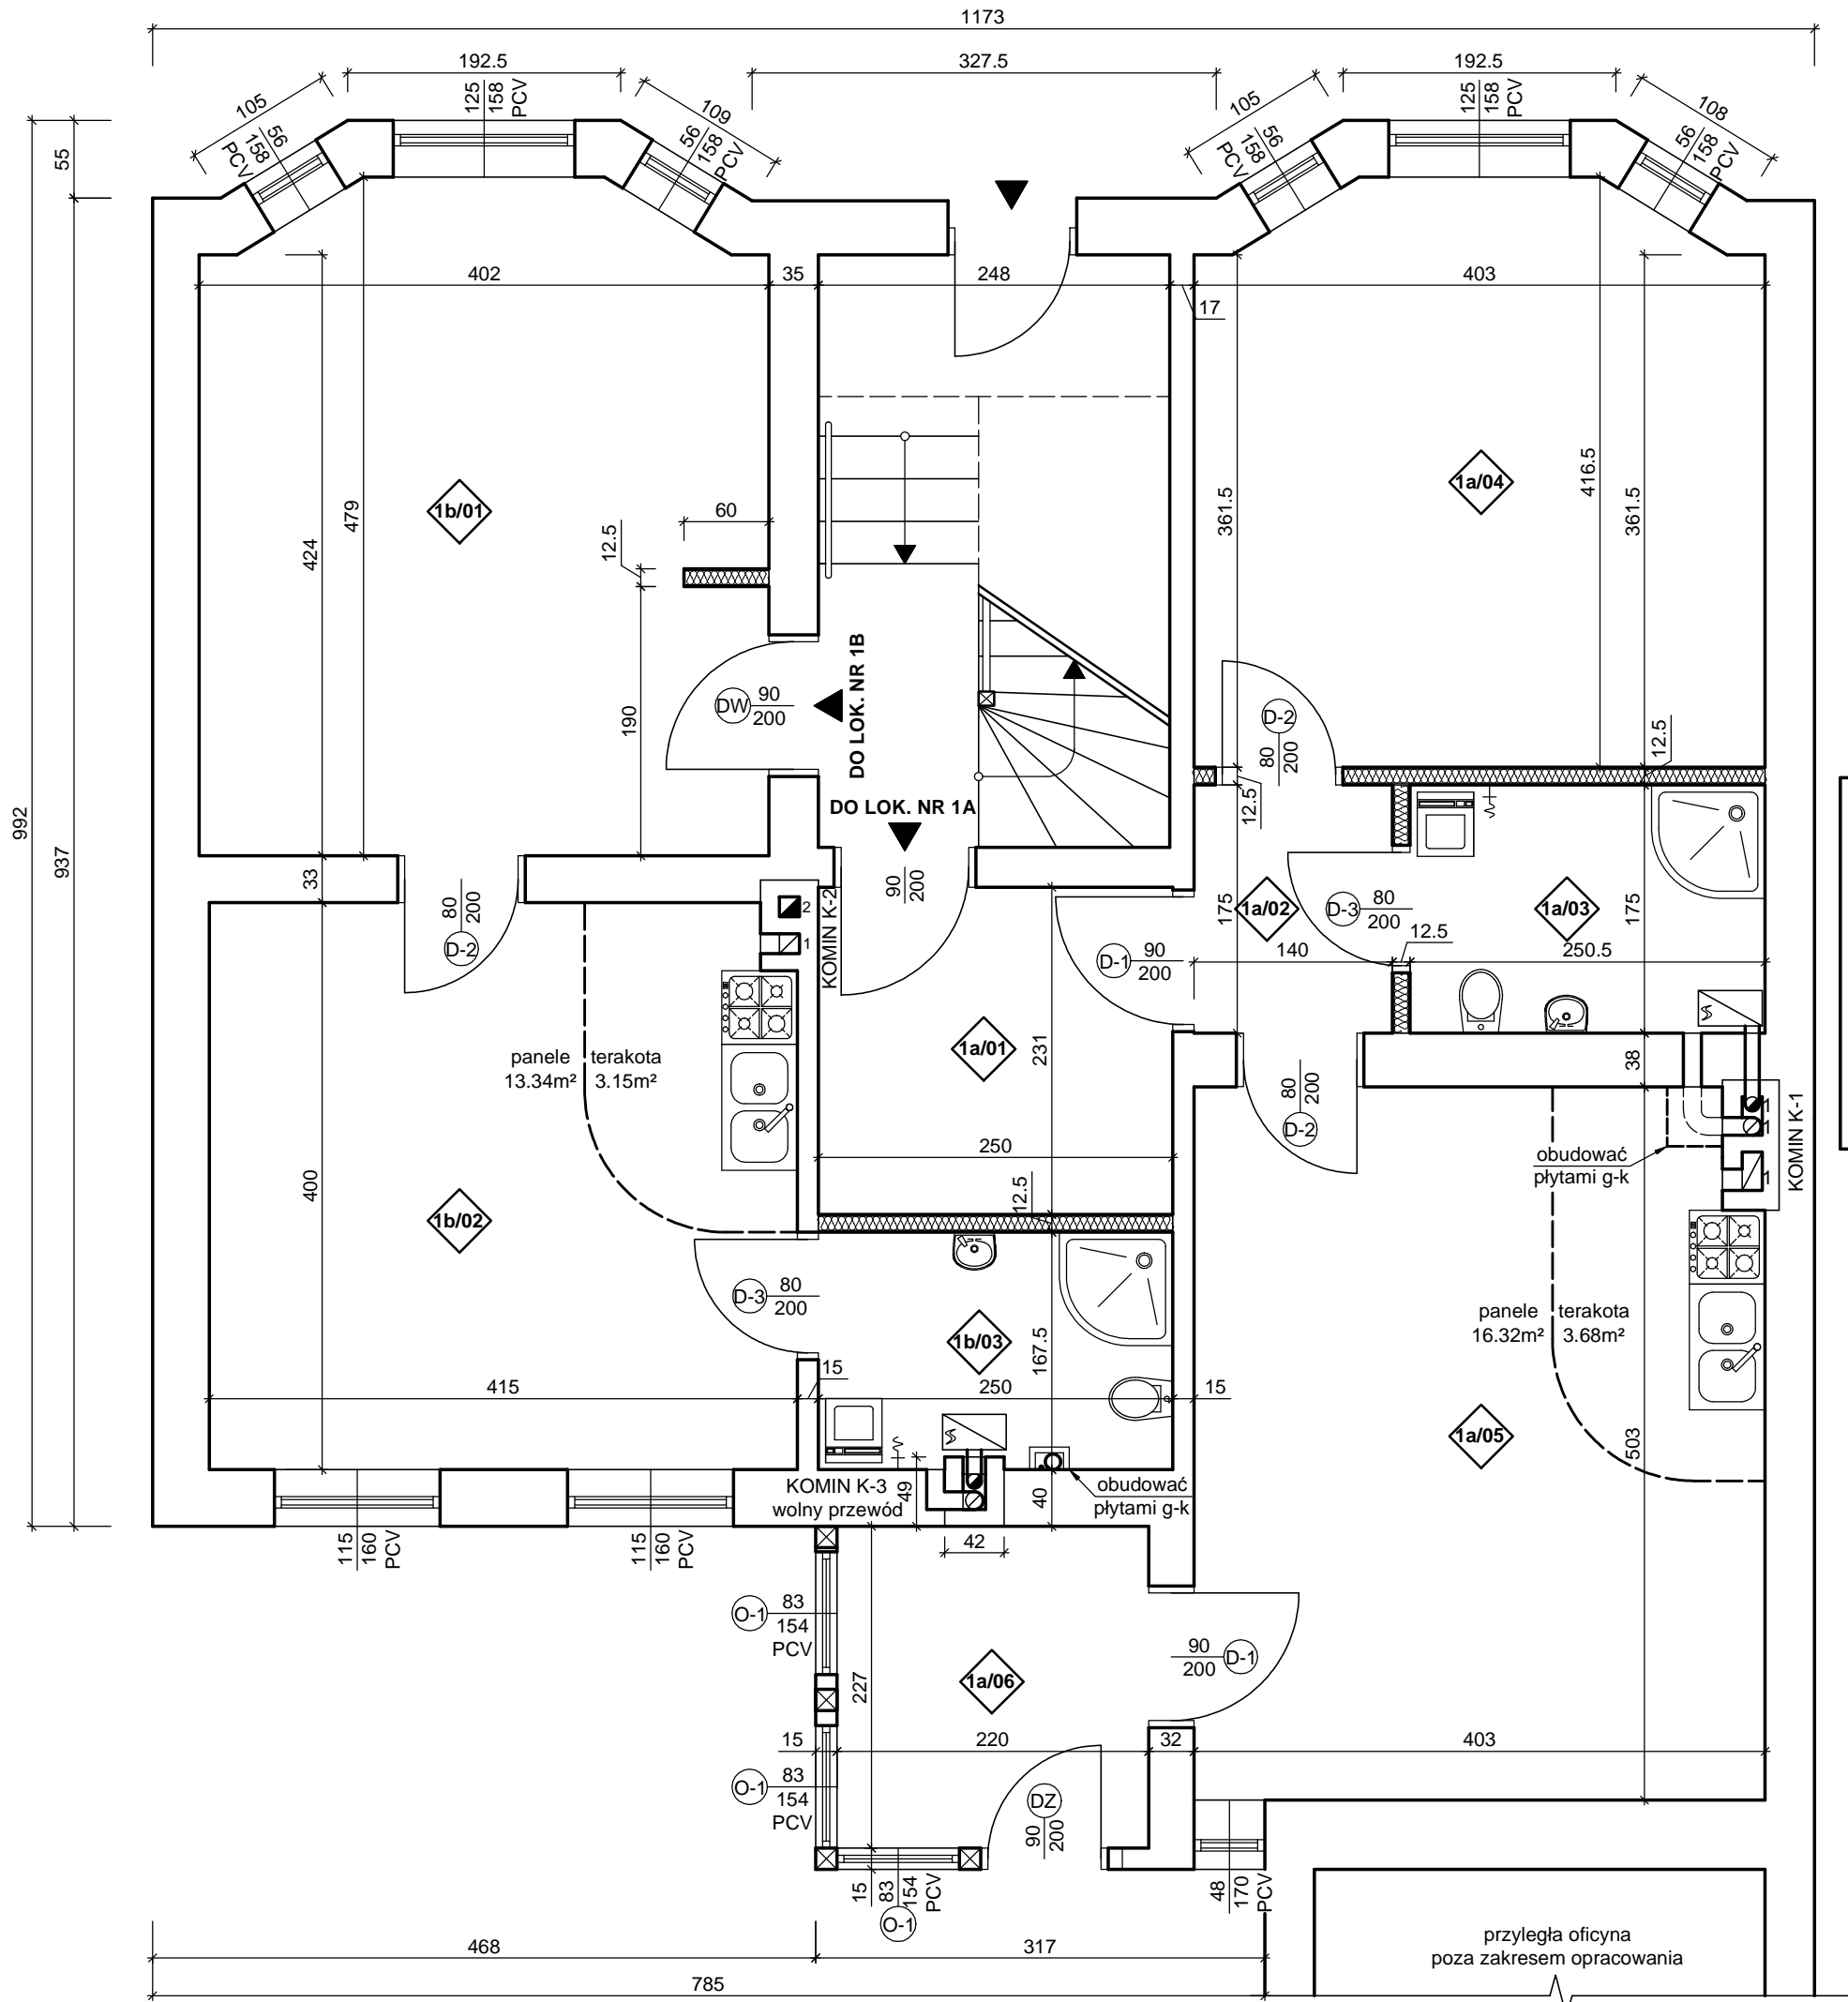 1173
192.5
327.5
192.5
105
56
158
PCV
125
158
PCV
109
56
158
PCV
105
56
158
PCV
125
158
PCV
108
56
158
PCV
55
402
35
248
17
403
992
937
424
479
1b/01
60
12.5
190
DW
90
200
DO LOK. NR 1B
DO LOK. NR 1A
90
200
361.5
416.5
361.5
1a/04
D-2
80
200
12.5
12.5
33
80
200
D-2
2
1
KOMIN K-2
1a/02
175
140
D-3
80
200
12.5
1a/03
175
250.5
D-1
90
200
1a/01
231
250
12.5
panele
13.34m²
terakota
3.15m²
400
1b/02
415
D-3
80
200
15
1b/03
167.5
250
15
38
80
200
D-2
1
1
1
KOMIN K-1
obudować
płytami g-k
panele
16.32m²
terakota
3.68m²
1a/05
503
KOMIN K-3
wolny przewód
49
42
40
obudować
płytami g-k
115
160
PCV
115
160
PCV
O-1
83
154
PCV
O-1
83
154
PCV
227
1a/06
90
200
D-1
15
220
32
403
DZ
90
200
15
83
154
PCV
O-1
48
170
PCV
468
317
785
przyległa oficyna
poza zakresem opracowania